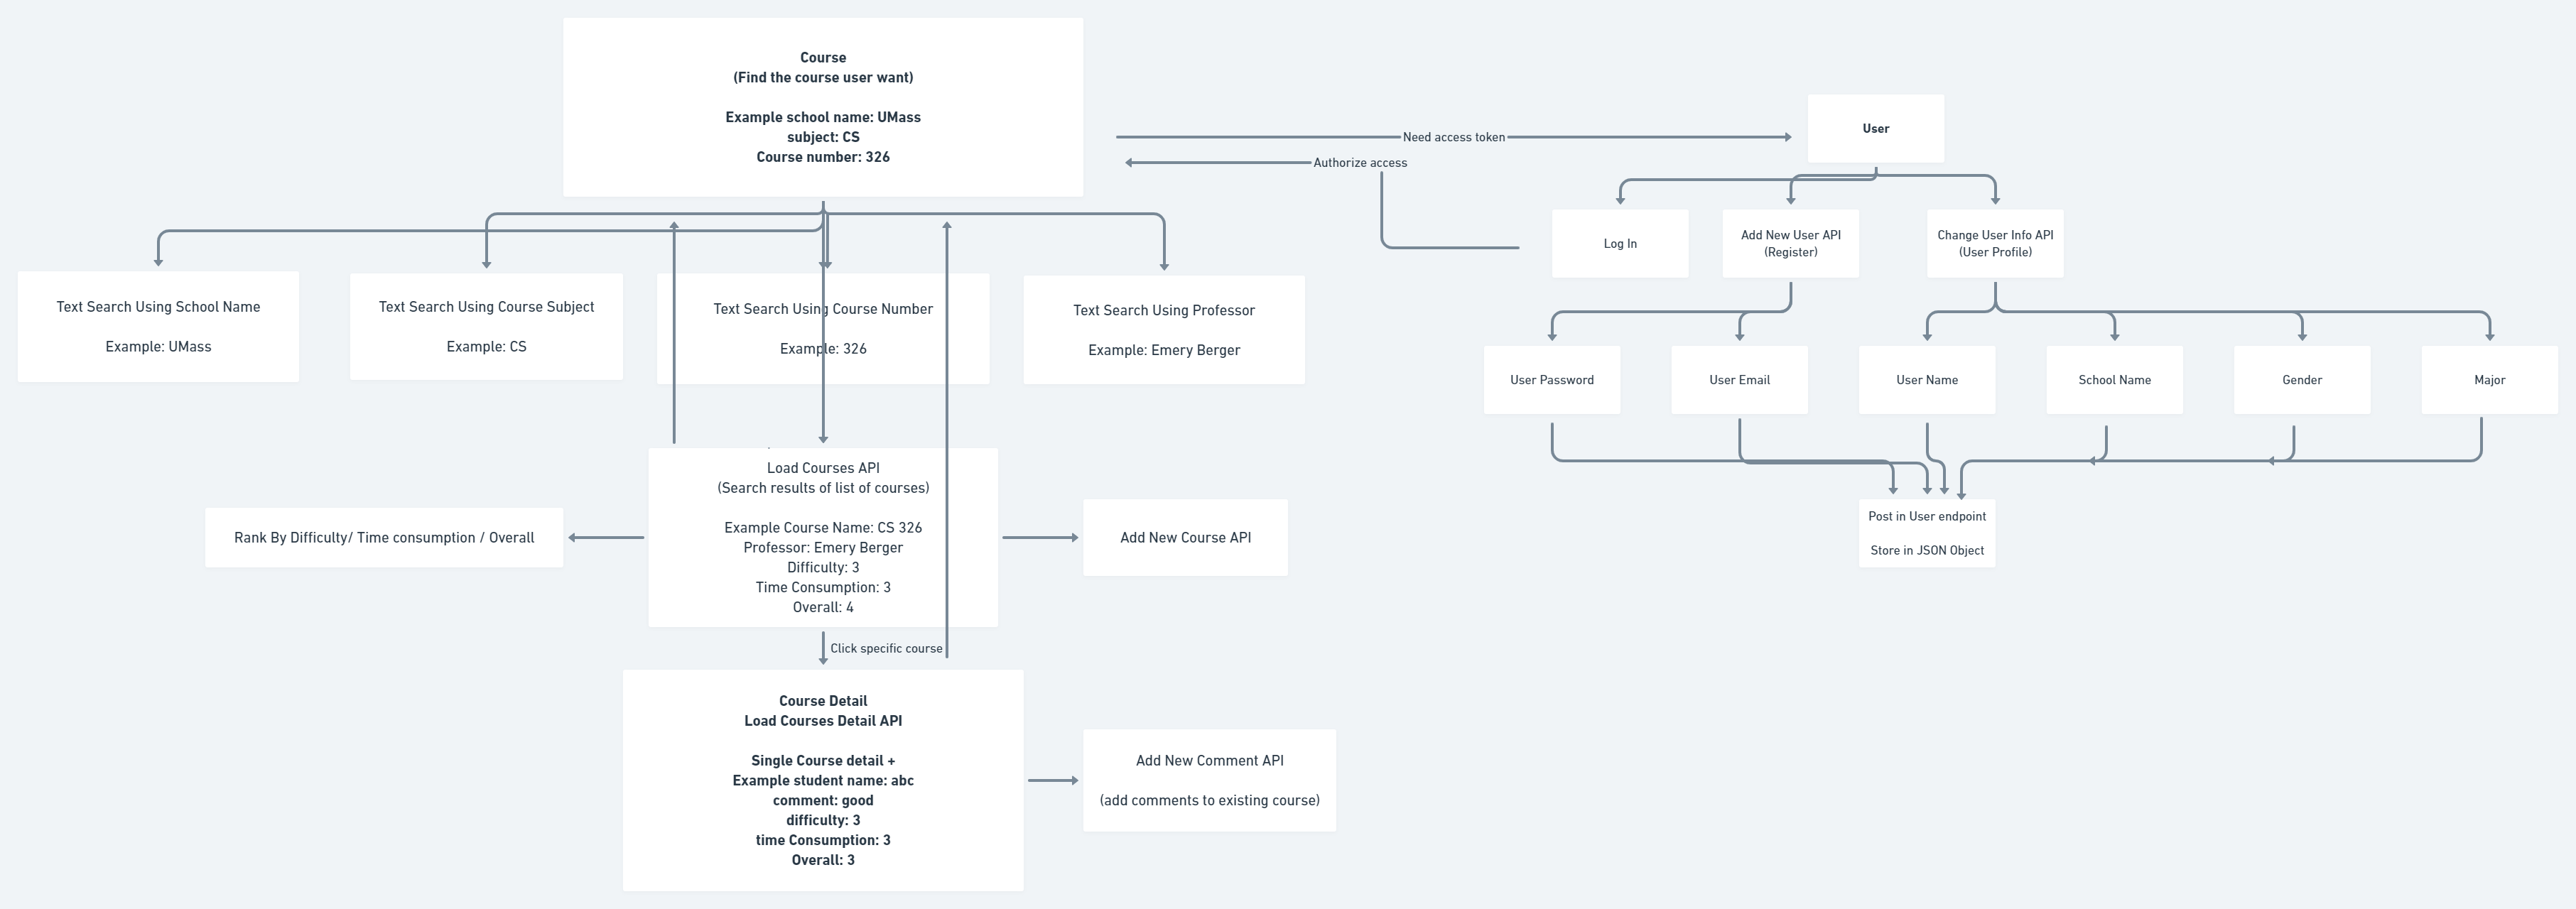 Course
(Find the course user want)
Example school name: UMass
subject: CS
Course number: 326
Need access token
Authorize access
User
Log In
Add New User API
(Register)
Change User Info API
(User Profile)
Text Search Using School Name
Example: UMass
Text Search Using Course Subject
Example: CS
Text Search Using Course Number
Example: 326
Text Search Using Professor
Example: Emery Berger
User Password
User Email
User Name
School Name
Gender
Major
Load Courses API
(Search results of list of courses)
Example Course Name: CS 326
Professor: Emery Berger
Difficulty: 3
Time Consumption: 3
Overall: 4
Rank By Difficulty/ Time consumption / Overall
Add New Course API
Post in User endpoint
Store in JSON Object
Click specific course
Course Detail
Load Courses Detail API
Single Course detail +
Example student name: abc
comment: good
difficulty: 3
time Consumption: 3
Overall: 3
Add New Comment API
(add comments to existing course)